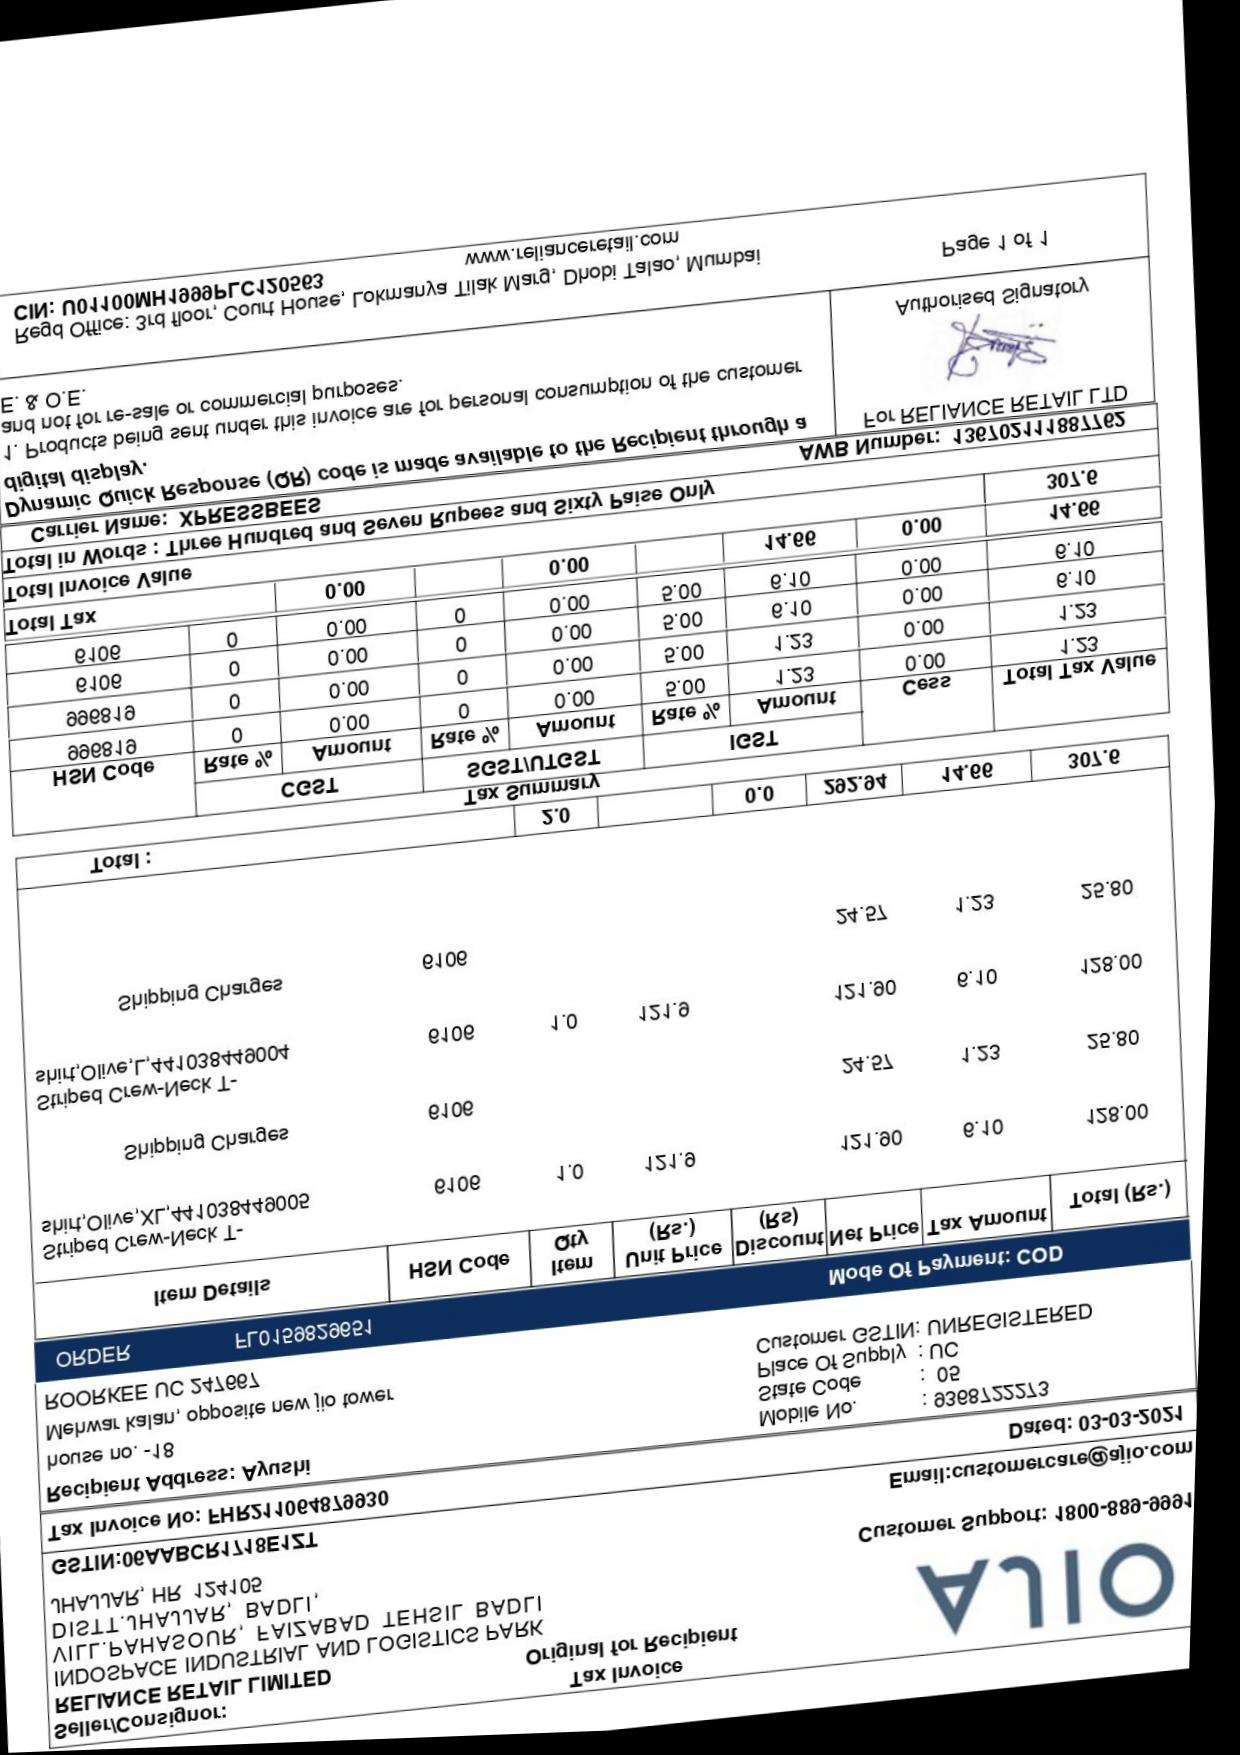 Tax Invoice
Original for Recipient
AJIO
Seller/Consignor:
RELIANCE RETAIL LIMITED
INDOSPACE INDUSTRIAL AND LOGISTICS PARK
VILL.PAHASOUR, FAIZABAD TEHSIL BADLI
DISTT.JHAJJAR, BADLI,
JHAJJAR, HR 124105
GSTIN:06AABCR1718E1ZT
Customer Support: 1800-889-9991
Email:customercare@ajio.com
Tax Invoice No: FHR211064879930 Dated: 03-03-2021
Recipient Address: Ayushi
house no. -18
Mehwar kalan, opposite new jio tower
ROORKEE UC 247667
Mobile No. : 9368722273
State Code : 05
Place Of Supply : UC
Customer GSTIN: UNREGISTERED
ORDER FL0159829651 Mode Of Payment: COD
Item Details HSN Code Item Qty Unit Price (Rs.) Discount (Rs) Net Price Tax Amount Total (Rs.)
Striped Crew-Neck T-
shirt,Olive,XL,441038449005 6106 1.0 121.9 121.90 6.10 128.00
Shipping Charges 6106 24.57 1.23 25.80
Striped Crew-Neck T-
shirt,Olive,L,441038449004 6106 1.0 121.9 121.90 6.10 128.00
Shipping Charges 6106 24.57 1.23 25.80
Total : 2.0 0.0 292.94 14.66 307.6
Tax Summary
HSN Code CGST SGST/UTGST IGST Cess Total Tax Value
Rate % Amount Rate % Amount Rate % Amount
996819 0 0.00 0 0.00 5.00 1.23 0.00 1.23
996819 0 0.00 0 0.00 5.00 1.23 0.00 1.23
6106 0 0.00 0 0.00 5.00 6.10 0.00 6.10
6106 0 0.00 0 0.00 5.00 6.10 0.00 6.10
Total Tax 0.00 0.00 14.66 0.00 14.66
Total Invoice Value 307.6
Total in Words : Three Hundred and Seven Rupees and Sixty Paise Only
Carrier Name: XPRESSBEES AWB Number: 136702111887762
Dynamic Quick Response (QR) code is made available to the Recipient through a
digital display.
1. Products being sent under this invoice are for personal consumption of the customer
and not for re-sale or commercial purposes.
E. & O.E.
For RELIANCE RETAIL LTD
Authorised Signatory
Regd Office: 3rd floor, Court House, Lokmanya Tilak Marg, Dhobi Talao, Mumbai
CIN: U01100MH1999PLC120563
www.relianceretail.com
Page 1 of 1